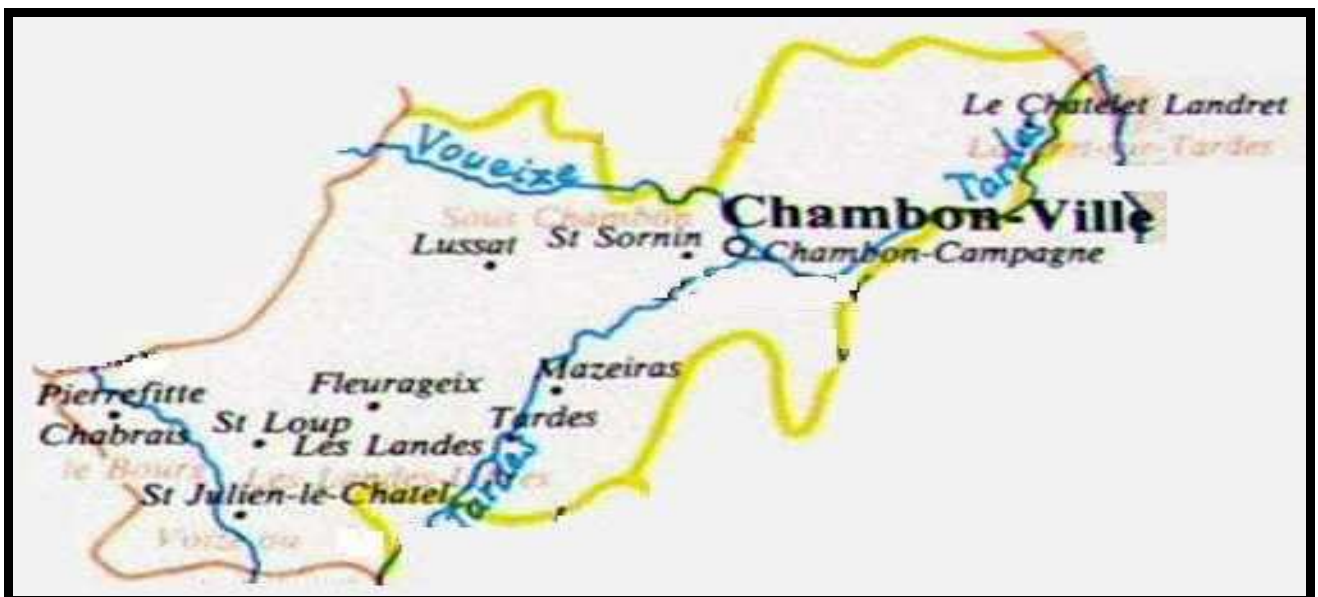 Le Chatelet Landret
Tardes
Voueize
Chambon-Ville
Sous Chambon
Lussat
St Sornin
Chambon-Campagne
Mazeiras
Fleurageix
Pierrefitte
St Loup
Tardes
Chabrais
Les Landes
le Bourg
St Julien-le-Chatel
Tardes